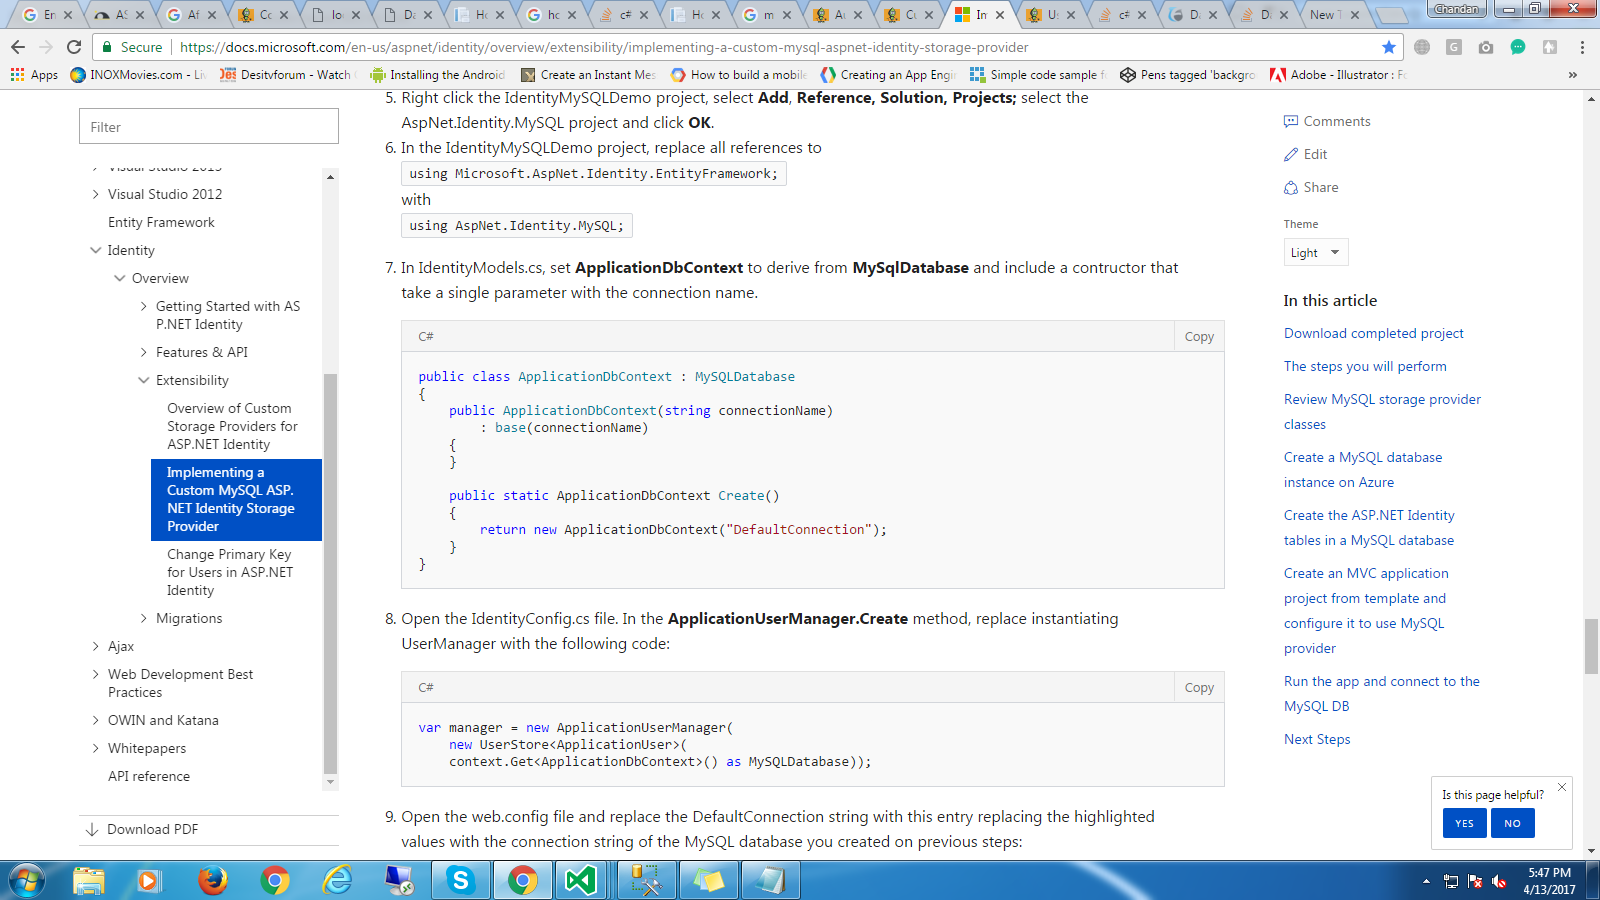 En
AS
Af
Co
lo
Da
Ho
ho
c#
Ho
m
Au
Cu
In
Us
c#
Da
D
New T
Chandan
Secure
https://docs.microsoft.com/en-us/aspnet/identity/overview/extensibility/implementing-a-custom-mysql-aspnet-identity-storage-provider
Apps
INOXMovies.com - Li
Desitvforum - Watch
Installing the Android
Create an Instant Mes
How to build a mobile
Creating an App Engi
Simple code sample f
Pens tagged 'backgro
Adobe - Illustrator : F
»
Filter
Visual Studio 2013
Visual Studio 2012
Entity Framework
Identity
Overview
Getting Started with AS
P.NET Identity
Features & API
Extensibility
Overview of Custom
Storage Providers for
ASP.NET Identity
Implementing a
Custom MySQL ASP.
NET Identity Storage
Provider
Change Primary Key
for Users in ASP.NET
Identity
Migrations
Ajax
Web Development Best
Practices
OWIN and Katana
Whitepapers
API reference
Download PDF
5. Right click the IdentityMySQLDemo project, select Add, Reference, Solution, Projects; select the
AspNet.Identity.MySQL project and click OK.
6. In the IdentityMySQLDemo project, replace all references to
using Microsoft.AspNet.Identity.EntityFramework;
with
using AspNet.Identity.MySQL;
7. In IdentityModels.cs, set ApplicationDbContext to derive from MySqlDatabase and include a contructor that
take a single parameter with the connection name.
C#
Copy
public class ApplicationDbContext : MySQLDatabase
{
public ApplicationDbContext(string connectionName)
: base(connectionName)
{
}
public static ApplicationDbContext Create()
{
return new ApplicationDbContext("DefaultConnection");
}
}
8. Open the IdentityConfig.cs file. In the ApplicationUserManager.Create method, replace instantiating
UserManager with the following code:
C#
Copy
var manager = new ApplicationUserManager(
new UserStore<ApplicationUser>(
context.Get<ApplicationDbContext>() as MySQLDatabase));
9. Open the web.config file and replace the DefaultConnection string with this entry replacing the highlighted
values with the connection string of the MySQL database you created on previous steps:
Comments
Edit
Share
Theme
Light
In this article
Download completed project
The steps you will perform
Review MySQL storage provider
classes
Create a MySQL database
instance on Azure
Create the ASP.NET Identity
tables in a MySQL database
Create an MVC application
project from template and
configure it to use MySQL
provider
Run the app and connect to the
MySQL DB
Next Steps
Is this page helpful?
YES
NO
5:47 PM
4/13/2017